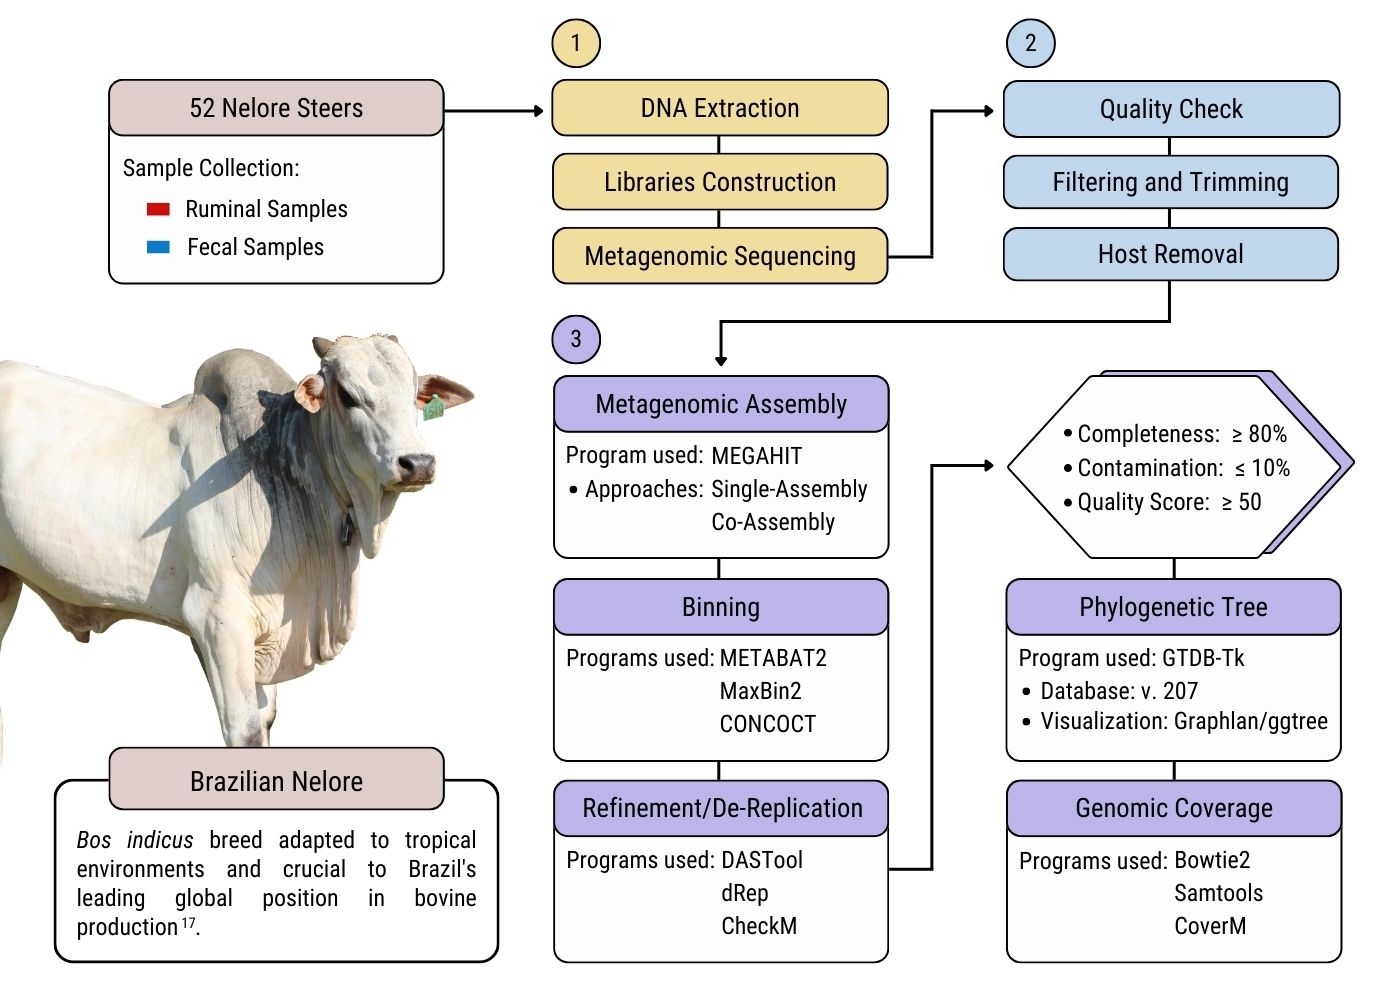 1
2
52 Nelore Steers
Sample Collection:
Ruminal Samples
Fecal Samples
DNA Extraction
Libraries Construction
Metagenomic Sequencing
Quality Check
Filtering and Trimming
Host Removal
3
Metagenomic Assembly
Program used: MEGAHIT
• Approaches: Single-Assembly
Co-Assembly
Binning
Programs used: METABAT2
MaxBin2
CONCOCT
Refinement/De-Replication
Programs used: DASTool
dRep
CheckM
• Completeness: ≥ 80%
• Contamination: ≤ 10%
• Quality Score: ≥ 50
Phylogenetic Tree
Program used: GTDB-Tk
• Database: v. 207
• Visualization: Graphlan/ggtree
Genomic Coverage
Programs used: Bowtie2
Samtools
CoverM
Brazilian Nelore
Bos indicus breed adapted to tropical
environments and crucial to Brazil's
leading global position in bovine
production 17.